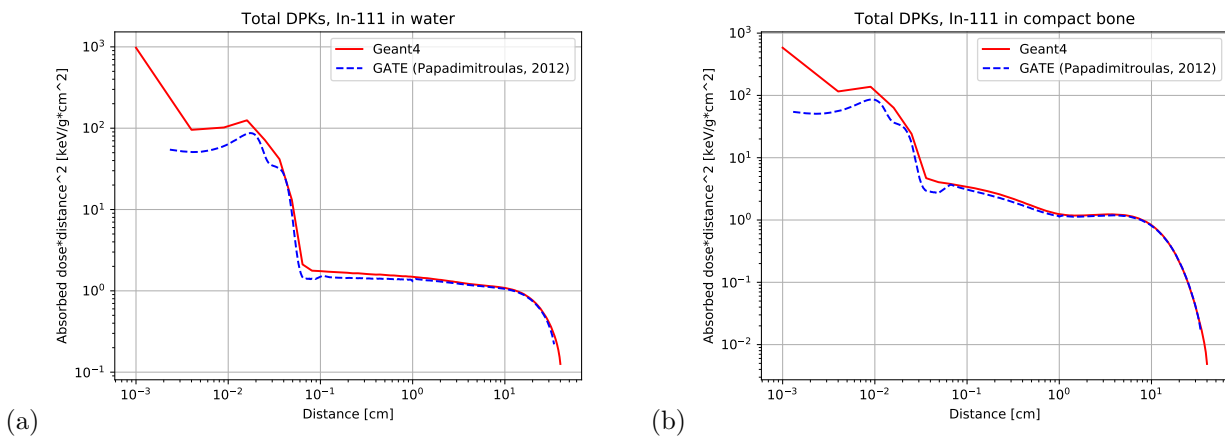 Total DPKs, In-111 in water
Absorbed dose*distance^2 [keV/g*cm^2]
10^3
10^2
10^1
10^0
10^−1
Geant4
GATE (Papadimitroulas, 2012)
10^−3
10^−2
10^−1
10^0
10^1
Distance [cm]
(a)
Total DPKs, In-111 in compact bone
Absorbed dose*distance^2 [keV/g*cm^2]
10^3
10^2
10^1
10^0
10^−1
10^−2
Geant4
GATE (Papadimitroulas, 2012)
10^−3
10^−2
10^−1
10^0
10^1
Distance [cm]
(b)